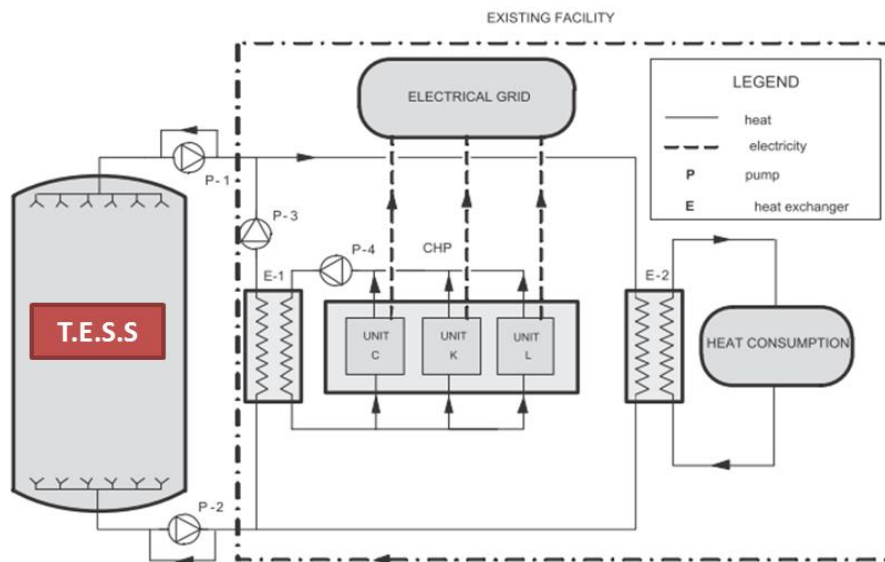 EXISTING FACILITY
ELECTRICAL GRID
LEGEND
heat
electricity
P pump
E heat exchanger
P-1
P-3
P-4
CHP
E-1
E-2
T.E.S.S
UNIT
C
UNIT
K
UNIT
L
HEAT CONSUMPTION
P-2